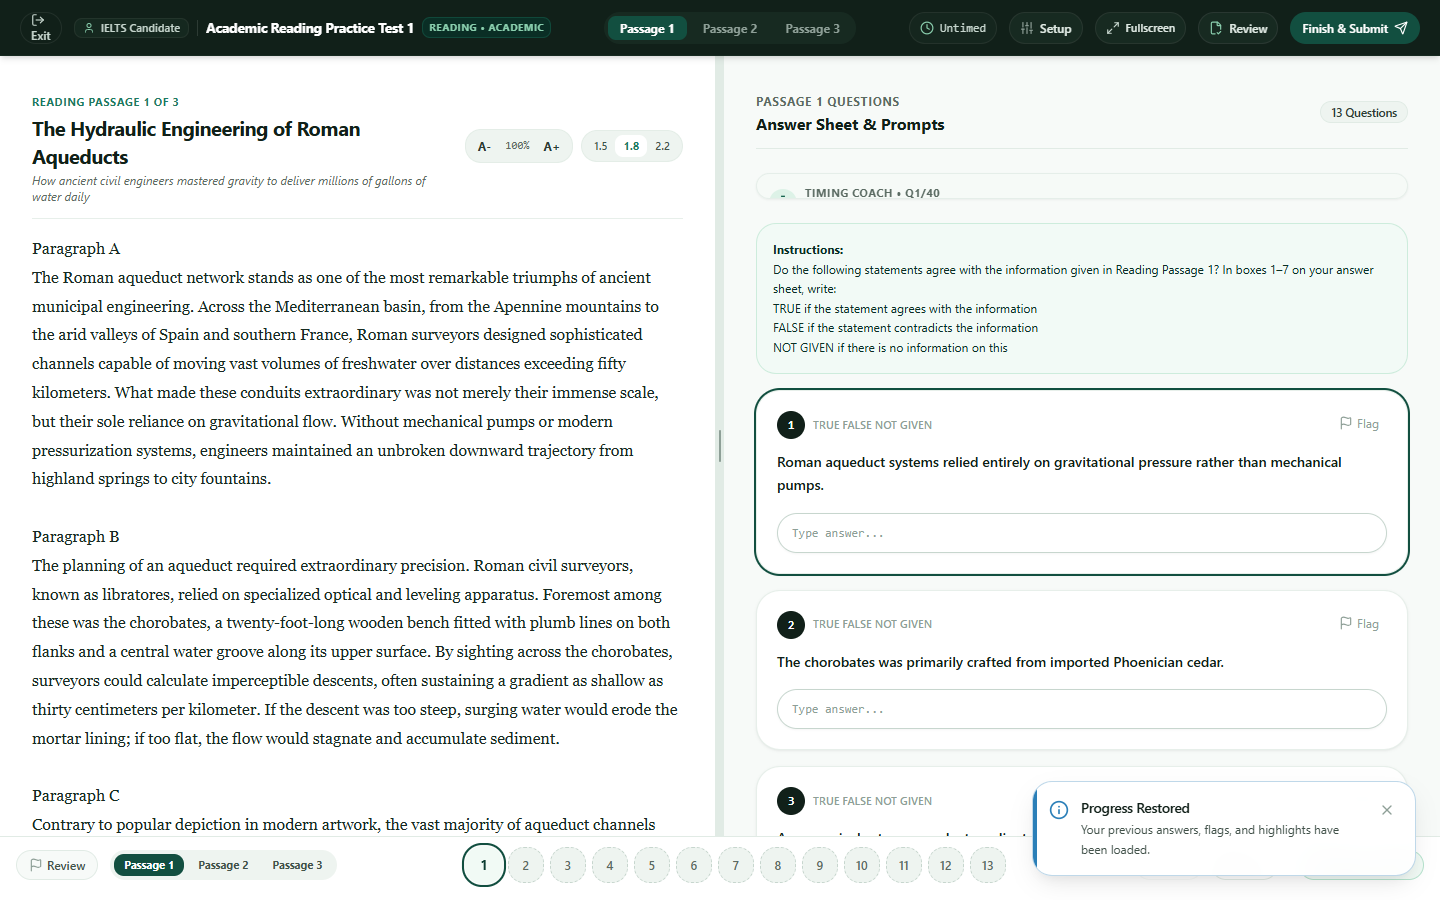 Exit
IELTS Candidate
Academic Reading Practice Test 1
READING • ACADEMIC
Passage 1
Passage 2
Passage 3
Untimed
Setup
Fullscreen
Review
Finish & Submit
READING PASSAGE 1 OF 3
The Hydraulic Engineering of Roman
Aqueducts
How ancient civil engineers mastered gravity to deliver millions of gallons of
water daily
A-
100%
A+
1.5
1.8
2.2
Paragraph A
The Roman aqueduct network stands as one of the most remarkable triumphs of ancient
municipal engineering. Across the Mediterranean basin, from the Apennine mountains to
the arid valleys of Spain and southern France, Roman surveyors designed sophisticated
channels capable of moving vast volumes of freshwater over distances exceeding fifty
kilometers. What made these conduits extraordinary was not merely their immense scale,
but their sole reliance on gravitational flow. Without mechanical pumps or modern
pressurization systems, engineers maintained an unbroken downward trajectory from
highland springs to city fountains.
Paragraph B
The planning of an aqueduct required extraordinary precision. Roman civil surveyors,
known as libratores, relied on specialized optical and leveling apparatus. Foremost among
these was the chorobates, a twenty-foot-long wooden bench fitted with plumb lines on both
flanks and a central water groove along its upper surface. By sighting across the chorobates,
surveyors could calculate imperceptible descents, often sustaining a gradient as shallow as
thirty centimeters per kilometer. If the descent was too steep, surging water would erode the
mortar lining; if too flat, the flow would stagnate and accumulate sediment.
Paragraph C
Contrary to popular depiction in modern artwork, the vast majority of aqueduct channels
PASSAGE 1 QUESTIONS
Answer Sheet & Prompts
13 Questions
TIMING COACH • Q1/40
Instructions:
Do the following statements agree with the information given in Reading Passage 1? In boxes 1–7 on your answer
sheet, write:
TRUE if the statement agrees with the information
FALSE if the statement contradicts the information
NOT GIVEN if there is no information on this
1
TRUE FALSE NOT GIVEN
Flag
Roman aqueduct systems relied entirely on gravitational pressure rather than mechanical
pumps.
Type answer...
2
TRUE FALSE NOT GIVEN
Flag
The chorobates was primarily crafted from imported Phoenician cedar.
Type answer...
3
TRUE FALSE NOT GIVEN
Progress Restored
Your previous answers, flags, and highlights have
been loaded.
Review
Passage 1
Passage 2
Passage 3
1
2
3
4
5
6
7
8
9
10
11
12
13